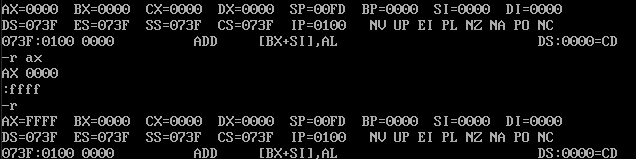 AX=0000  BX=0000  CX=0000  DX=0000  SP=00FD  BP=0000  SI=0000  DI=0000
DS=073F  ES=073F  SS=073F  CS=073F  IP=0100   NV UP EI PL NZ NA PO NC
073F:0100 0000          ADD     [BX+SI],AL                         DS:0000=CD
-r ax
AX 0000
:ffff
-r
AX=FFFF  BX=0000  CX=0000  DX=0000  SP=00FD  BP=0000  SI=0000  DI=0000
DS=073F  ES=073F  SS=073F  CS=073F  IP=0100   NV UP EI PL NZ NA PO NC
073F:0100 0000          ADD     [BX+SI],AL                         DS:0000=CD